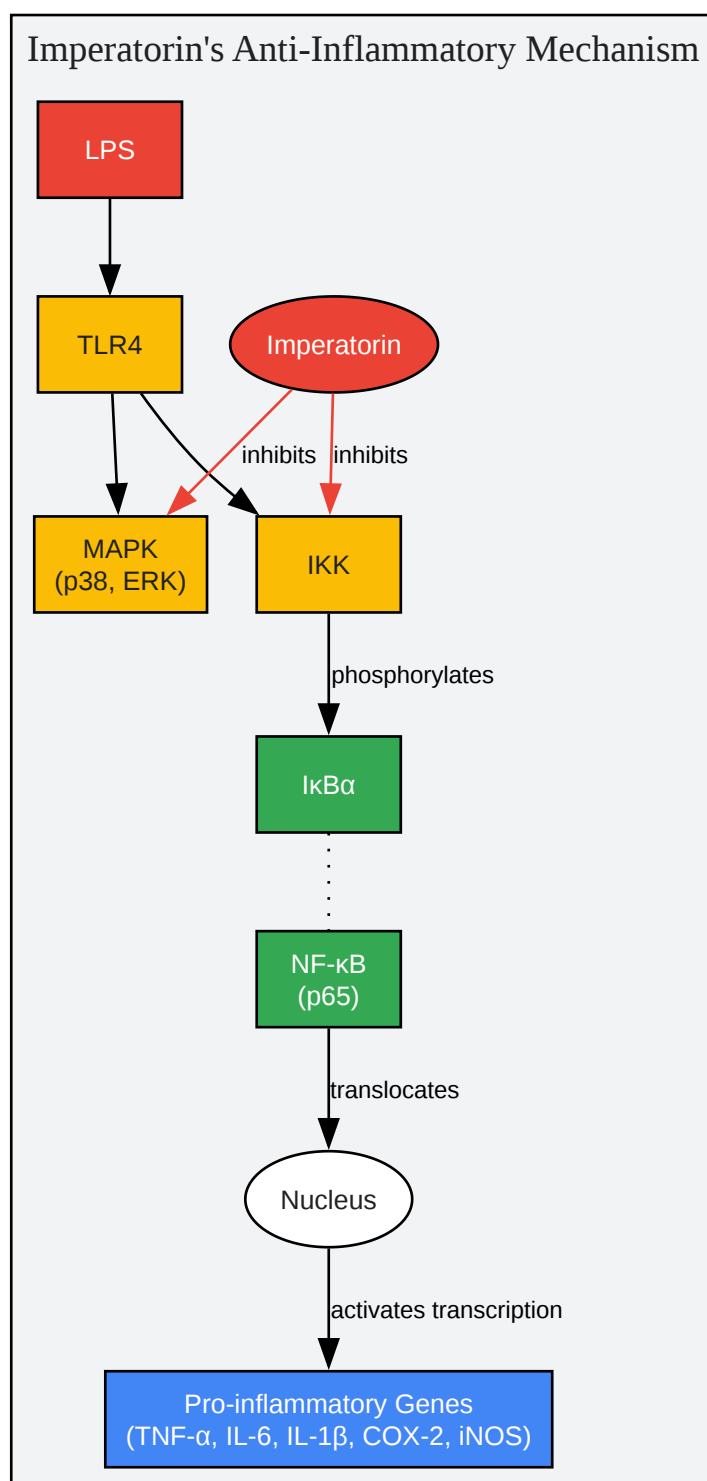 Imperatorin's Anti-Inflammatory Mechanism
LPS
TLR4
Imperatorin
inhibits
inhibits
MAPK
(p38, ERK)
IKK
phosphorylates
IκBα
NF-κB
(p65)
translocates
Nucleus
activates transcription
Pro-inflammatory Genes
(TNF-α, IL-6, IL-1β, COX-2, iNOS)